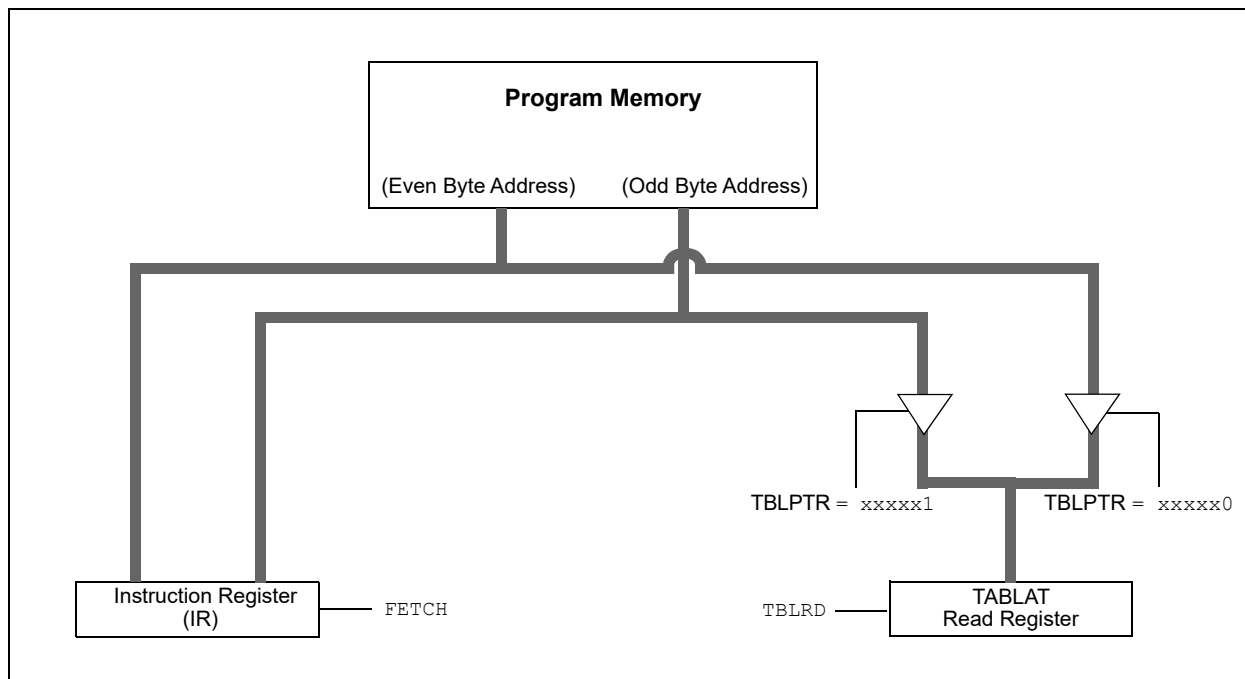 Program Memory
(Even Byte Address) (Odd Byte Address)
TBLPTR = xxxxx1 TBLPTR = xxxxx0
Instruction Register
(IR)
FETCH
TBLRD
TABLAT
Read Register